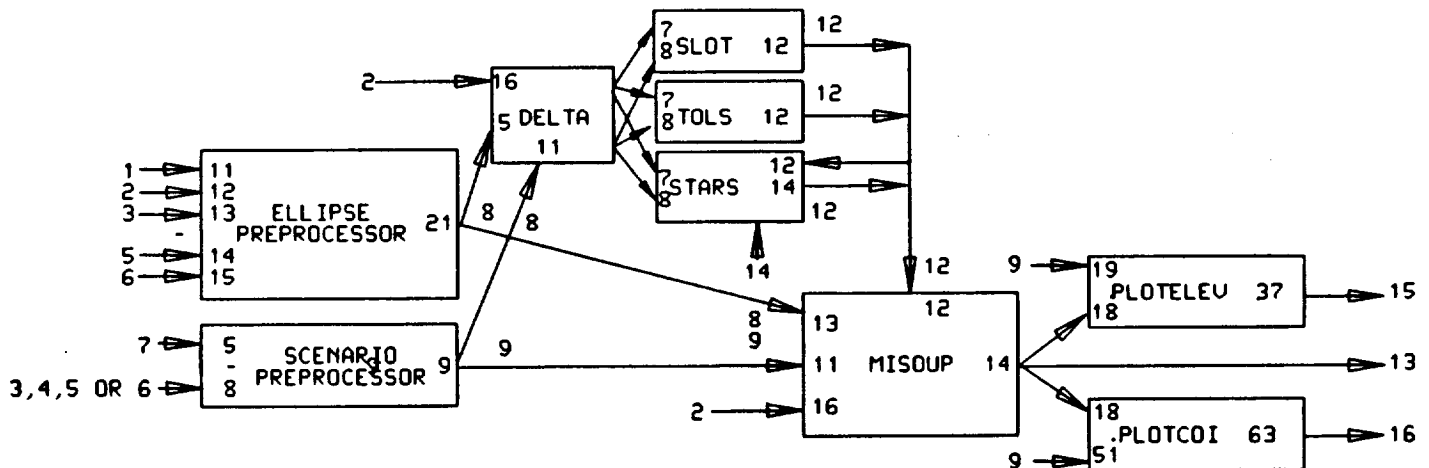 12
7
8 SLOT 12
2 16
12
7
8 TOLS 12
5 DELTA
11
1 11
2 12
3 13
-
5 14
6 15
ELLIPSE
PREPROCESSOR 21
8
8
12
7
8 STARS 14
12
14
12
9 19
PLOTELEV 37 15
18
12
8
9
13
11 MISOUP 14
13
2 16
7 5
-
3,4,5 OR 6 8
SCENARIO
PREPROCESSOR 9
9
9
18
PLOTCOI 63 16
51
9